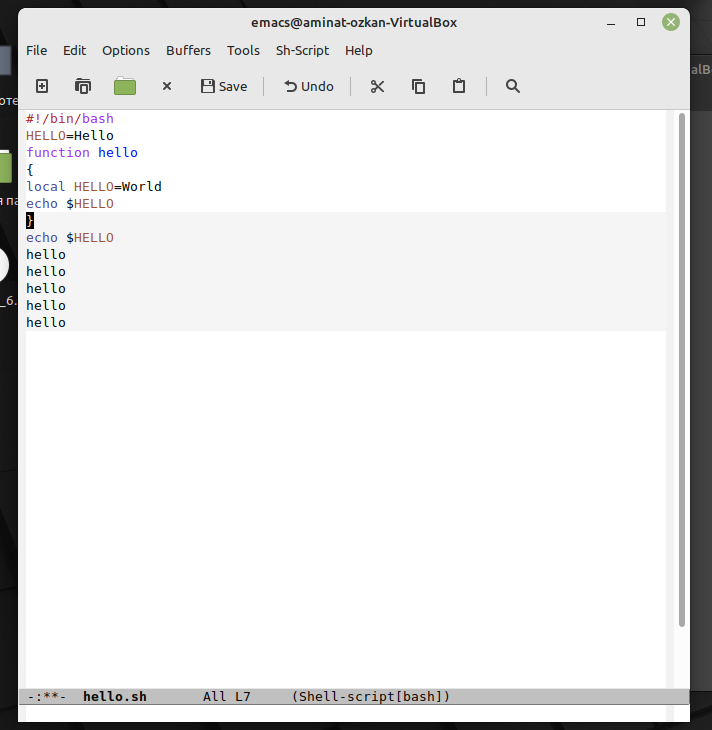 emacs@aminat-ozkan-VirtualBox
File Edit Options Buffers Tools Sh-Script Help
Save Undo
#!/bin/bash
HELLO=Hello
function hello
{
local HELLO=World
echo $HELLO
}
echo $HELLO
hello
hello
hello
hello
hello
-:**- hello.sh All L7 (Shell-script[bash])